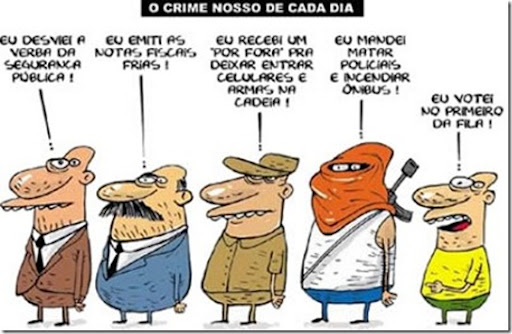 O CRIME NOSSO DE CADA DIA
EU DESVIEI A
VERBA DA
SEGURANÇA
PÚBLICA !
EU EMITI AS
NOTAS FISCAIS
FRIAS !
EU RECEBI UM
"POR FORA" PRA
DEIXAR ENTRAR
CELULARES E
ARMAS NA
CADEIA !
EU MANDEI
MATAR
POLICIAIS
E INCENDIAR
ÔNIBUS !
EU VOTEI
NO PRIMEIRO
DA FILA !